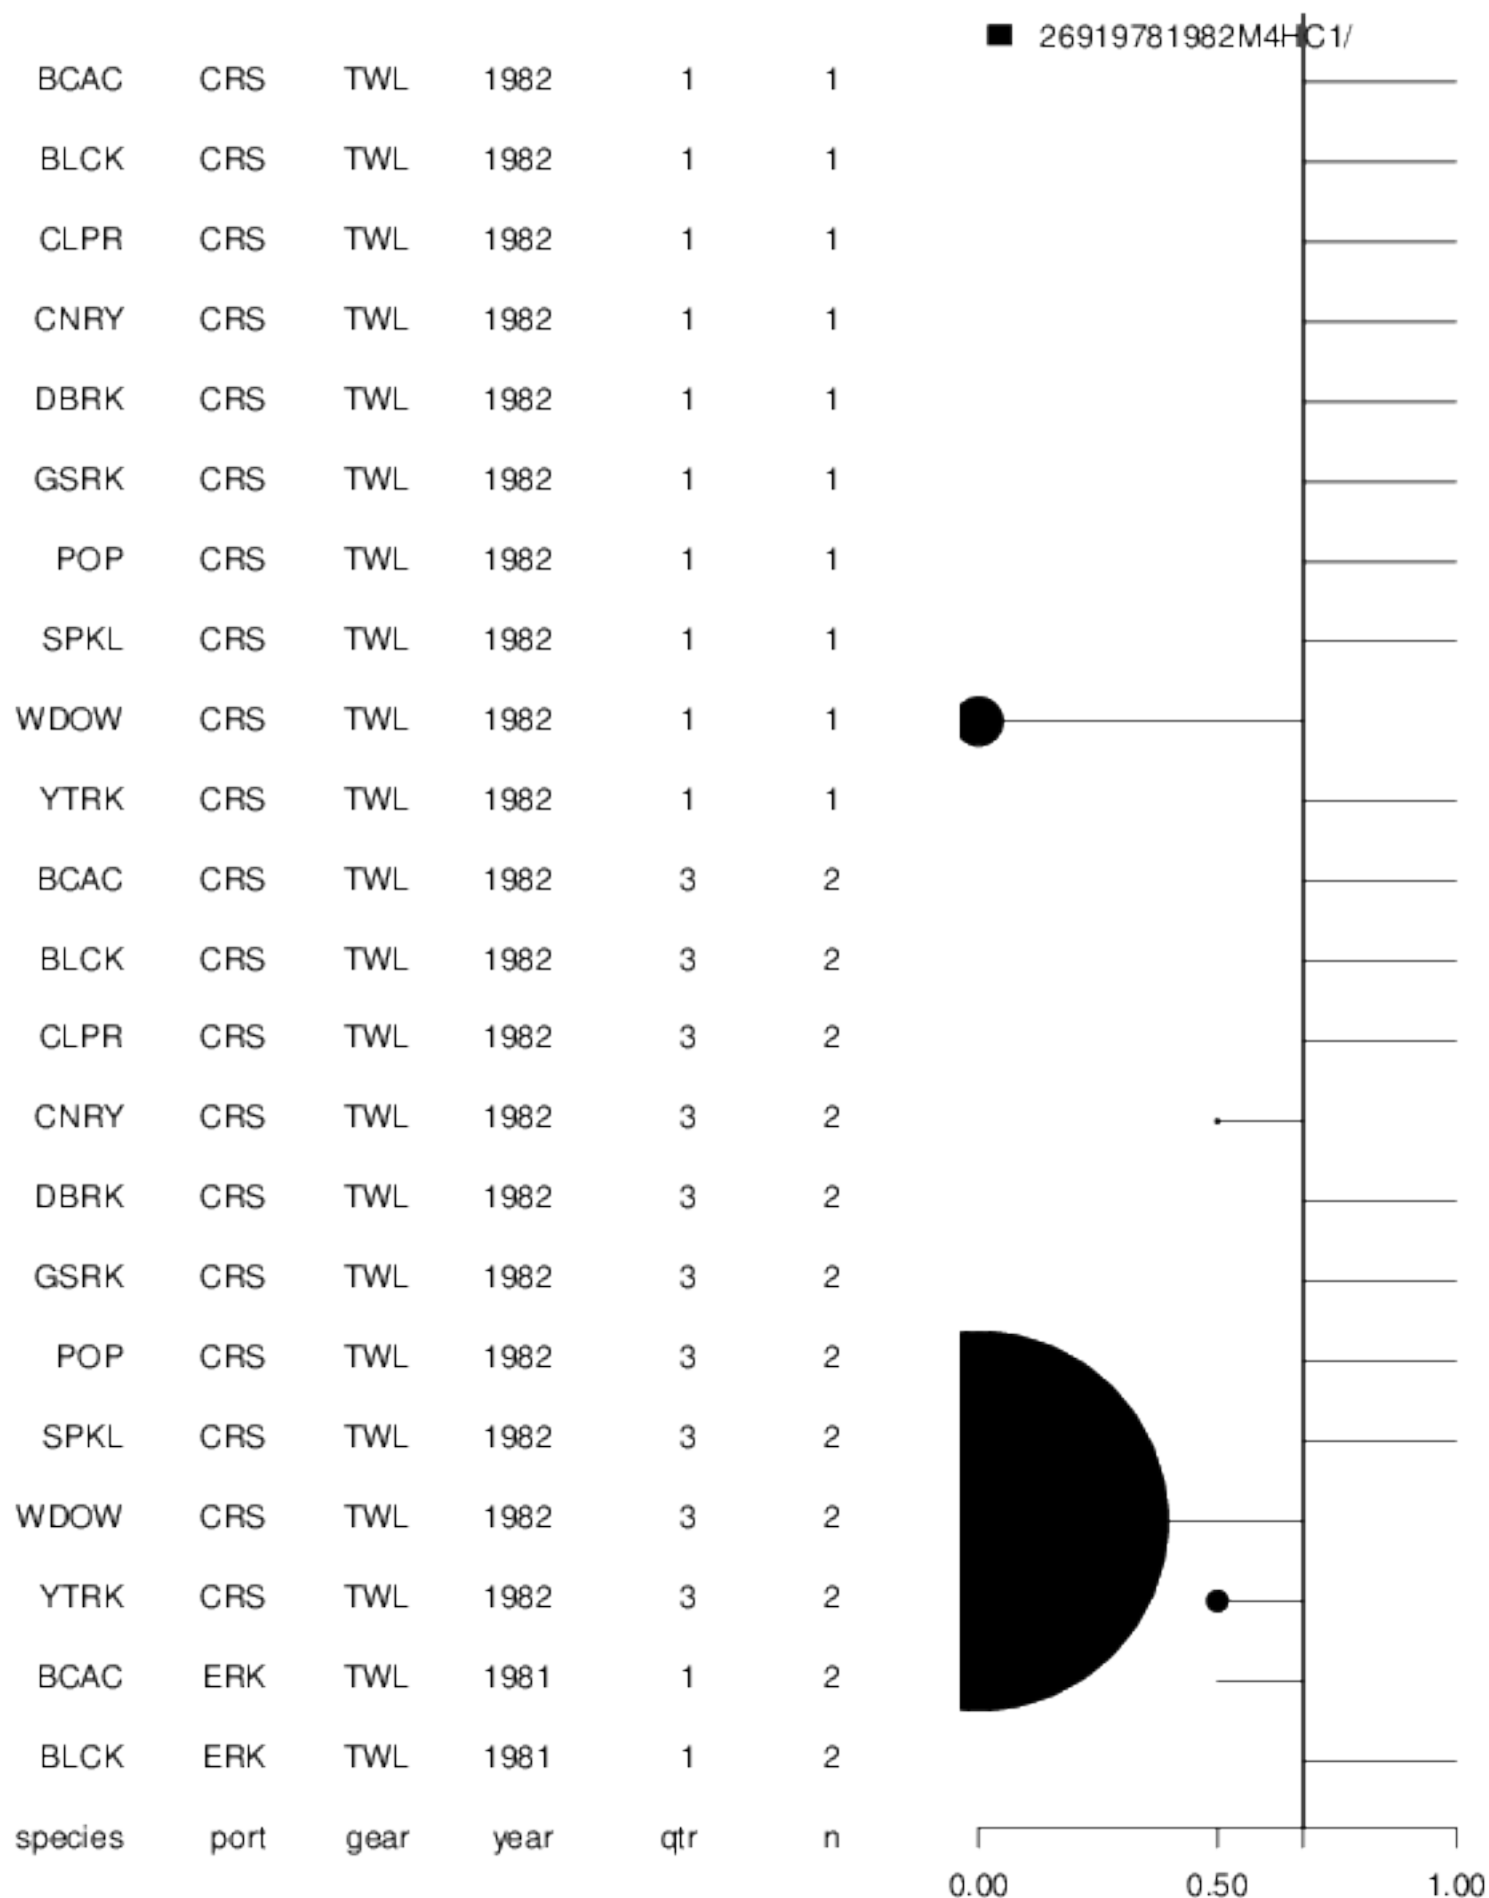 26919781982M4HC1/
BCAC CRS TWL 1982 1 1
BLCK CRS TWL 1982 1 1
CLPR CRS TWL 1982 1 1
CNRY CRS TWL 1982 1 1
DBRK CRS TWL 1982 1 1
GSRK CRS TWL 1982 1 1
POP CRS TWL 1982 1 1
SPKL CRS TWL 1982 1 1
WDOW CRS TWL 1982 1 1
YTRK CRS TWL 1982 1 1
BCAC CRS TWL 1982 3 2
BLCK CRS TWL 1982 3 2
CLPR CRS TWL 1982 3 2
CNRY CRS TWL 1982 3 2
DBRK CRS TWL 1982 3 2
GSRK CRS TWL 1982 3 2
POP CRS TWL 1982 3 2
SPKL CRS TWL 1982 3 2
WDOW CRS TWL 1982 3 2
YTRK CRS TWL 1982 3 2
BCAC ERK TWL 1981 1 2
BLCK ERK TWL 1981 1 2
species port gear year qtr n
0.00 0.50 1.00